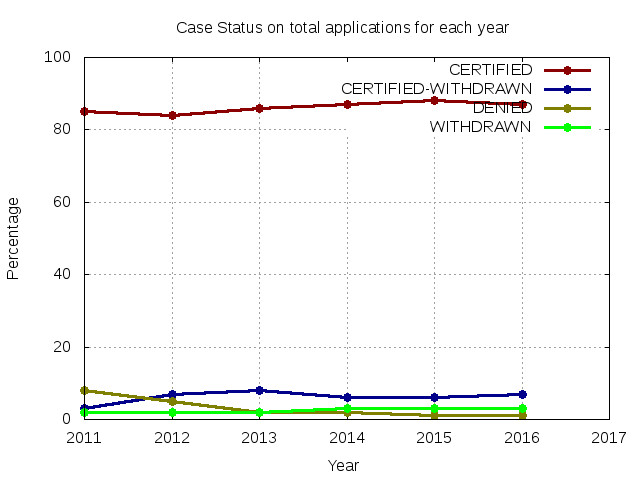 Case Status on total applications for each year
100
80
60
40
20
0
Percentage
CERTIFIED
CERTIFIED-WITHDRAWN
DENIED
WITHDRAWN
2011 2012 2013 2014 2015 2016 2017
Year